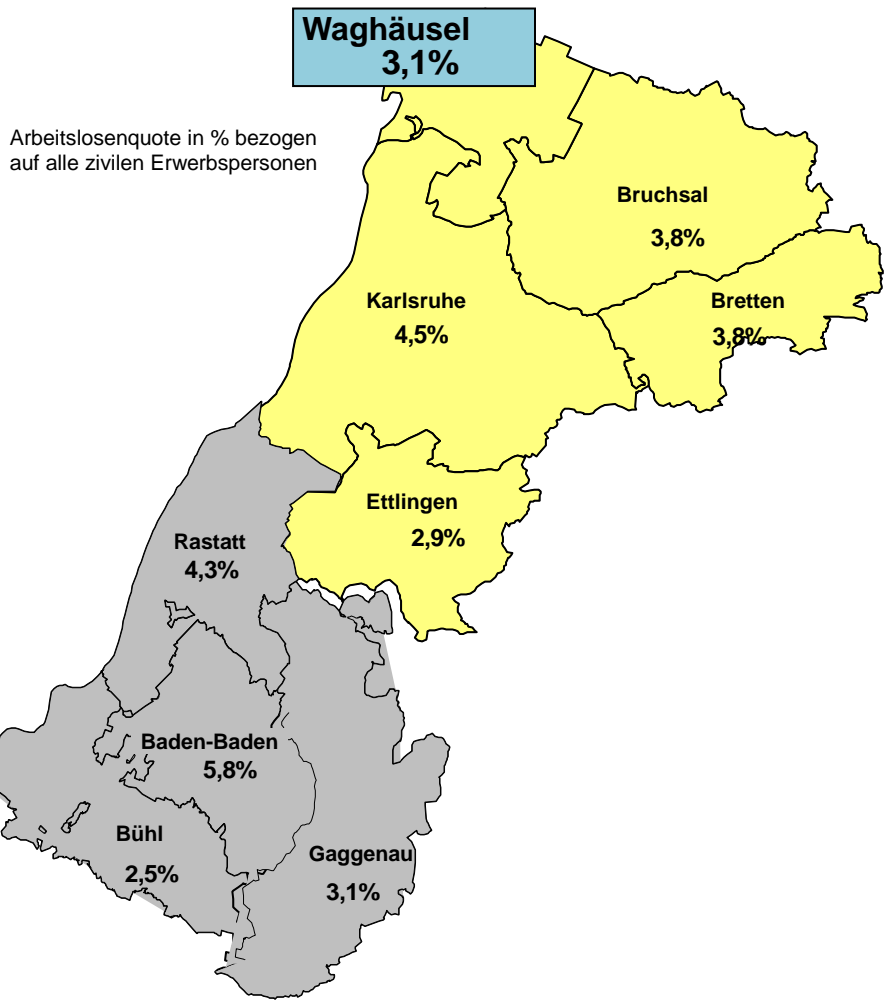 Waghäusel
3,1%
Arbeitslosenquote in % bezogen
auf alle zivilen Erwerbspersonen
Bruchsal
3,8%
Karlsruhe
4,5%
Bretten
3,8%
Ettlingen
2,9%
Rastatt
4,3%
Baden-Baden
5,8%
Bühl
2,5%
Gaggenau
3,1%